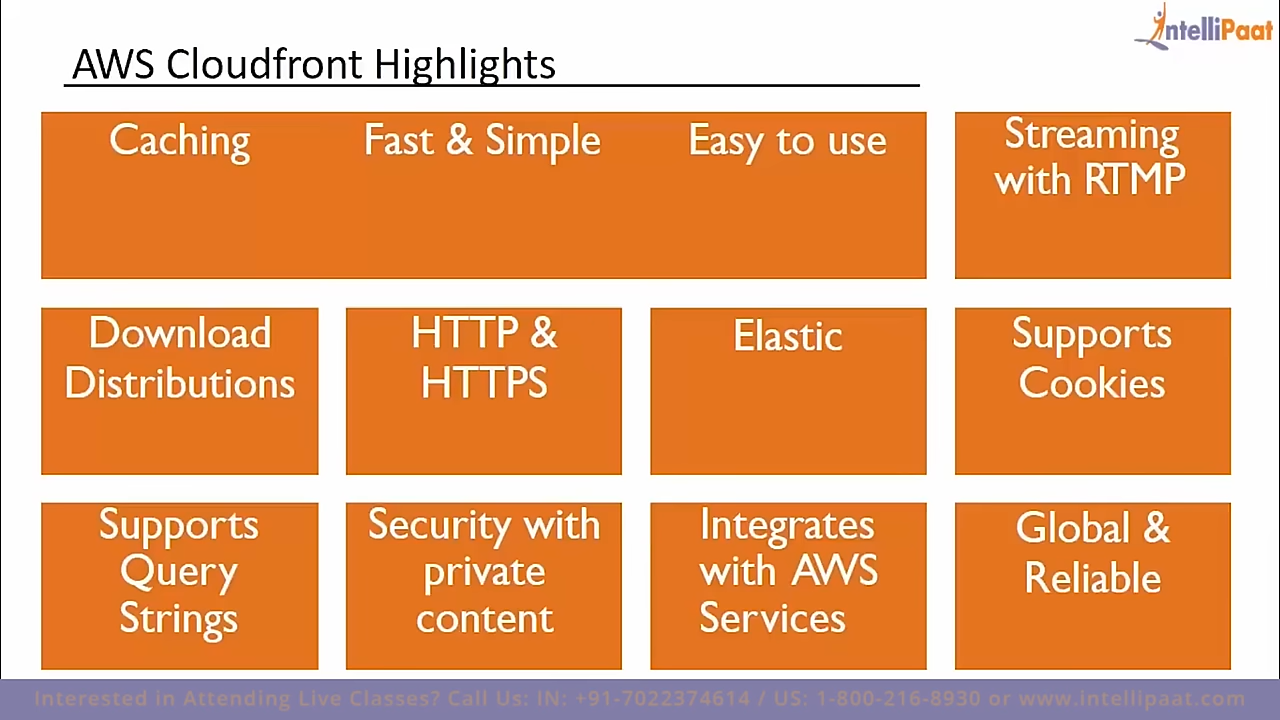 IntelliPaat
AWS Cloudfront Highlights
Caching
Fast & Simple
Easy to use
Streaming
with RTMP
Download
Distributions
HTTP &
HTTPS
Elastic
Supports
Cookies
Supports
Query
Strings
Security with
private
content
Integrates
with AWS
Services
Global &
Reliable
Interested in Attending Live Classes? Call Us: IN: +91-7022374614 / US: 1-800-216-8930 or www.intellipaat.com